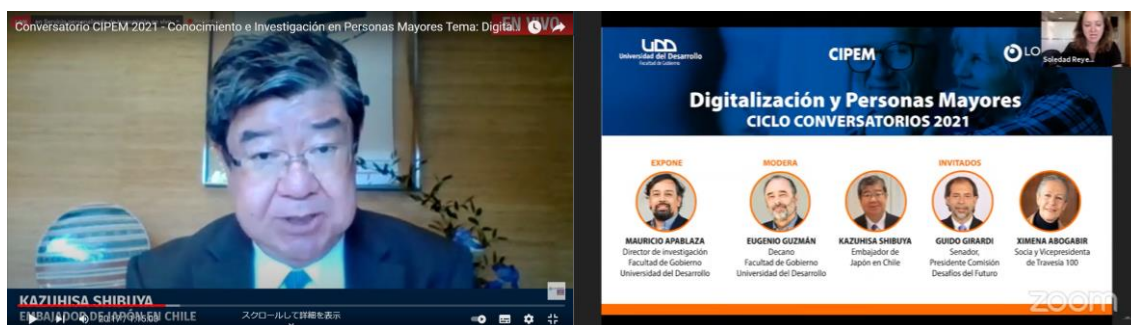 Conversatorio CIPEM 2021 - Conocimiento e Investigación en Personas Mayores Tema: Digital...
EN VIVO
KAZUHISA SHIBUYA
EMBAJADOR DE JAPÓN EN CHILE
スクロールして詳細を表示
UDD
Universidad del Desarrollo
Facultad de Gobierno
CIPEM
LO
Soledad Reye...
Digitalización y Personas Mayores
CICLO CONVERSATORIOS 2021
EXPONE
MODERA
INVITADOS
MAURICIO APABLAZA
Director de investigación
Facultad de Gobierno
Universidad del Desarrollo
EUGENIO GUZMÁN
Decano
Facultad de Gobierno
Universidad del Desarrollo
KAZUHISA SHIBUYA
Embajador de
Japón en Chile
GUIDO GIRARDI
Senador,
Presidente Comisión
Desafíos del Futuro
XIMENA ABOGABIR
Socia y Vicepresidenta
de Travesía 100
zoom